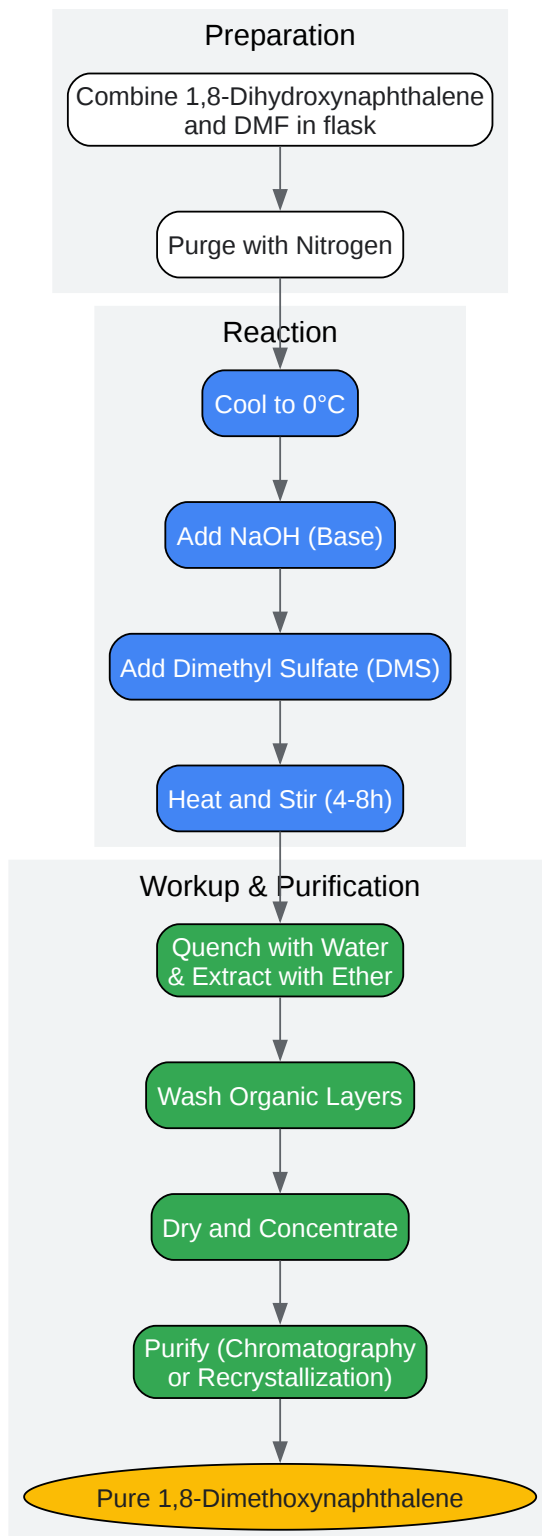 Preparation
Combine 1,8-Dihydroxynaphthalene
and DMF in flask
Purge with Nitrogen
Reaction
Cool to 0°C
Add NaOH (Base)
Add Dimethyl Sulfate (DMS)
Heat and Stir (4-8h)
Workup & Purification
Quench with Water
& Extract with Ether
Wash Organic Layers
Dry and Concentrate
Purify (Chromatography
or Recrystallization)
Pure 1,8-Dimethoxynaphthalene